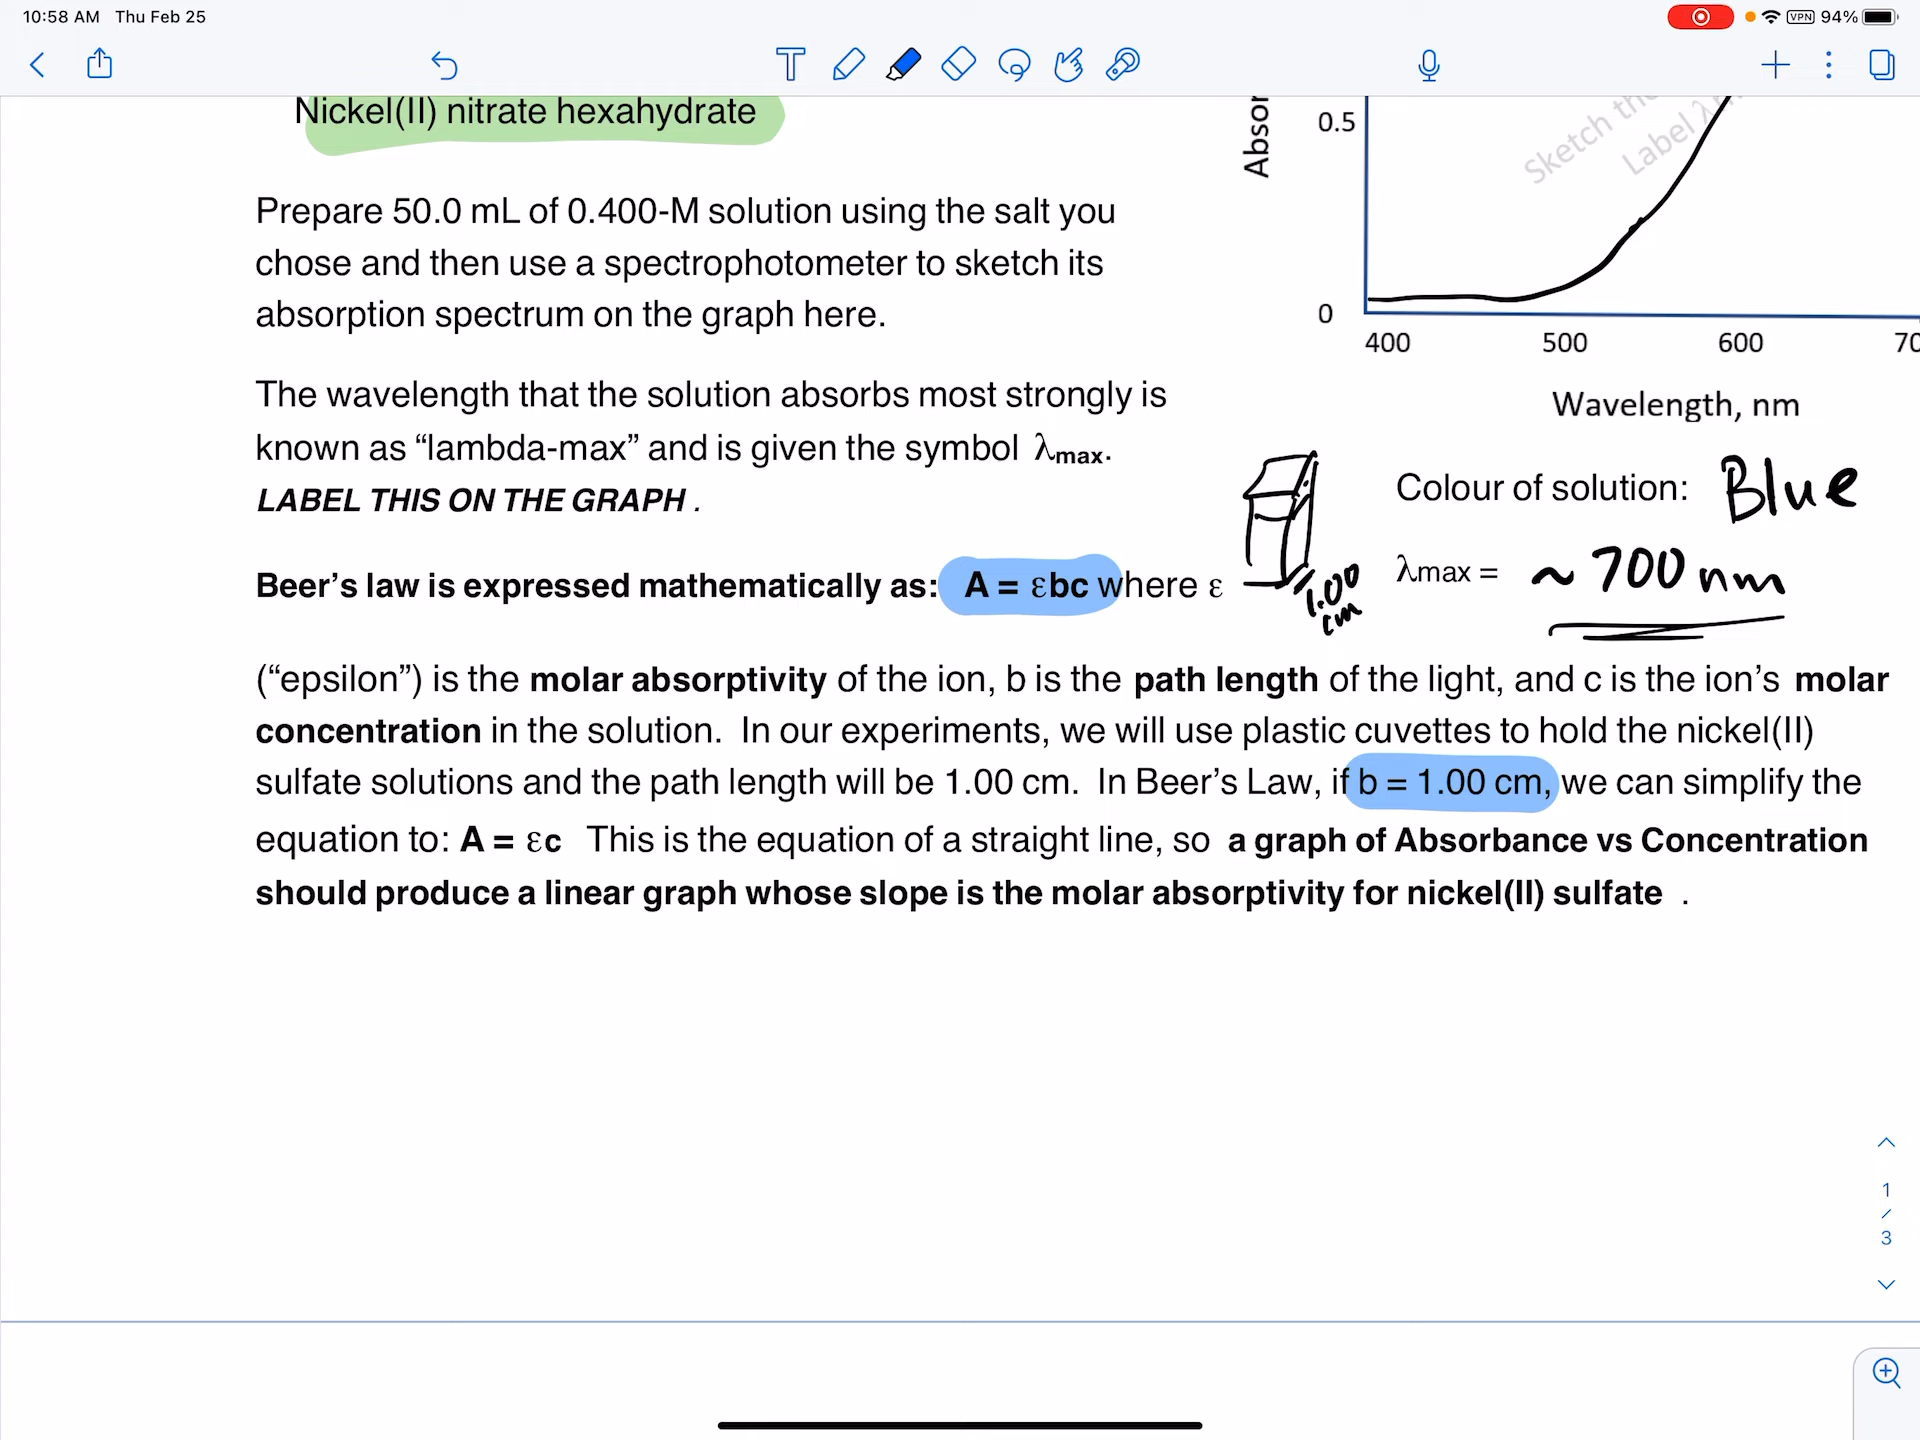 10:58 AM Thu Feb 25
VPN 94%
Nickel(II) nitrate hexahydrate
Prepare 50.0 mL of 0.400-M solution using the salt you
chose and then use a spectrophotometer to sketch its
absorption spectrum on the graph here.
The wavelength that the solution absorbs most strongly is
known as “lambda-max” and is given the symbol λmax.
LABEL THIS ON THE GRAPH .
Absor
0.5
0
400 500 600 70
Wavelength, nm
Sketch the
Label λ
Colour of solution: Blue
λmax = ~ 700 nm
1.00
cm
Beer’s law is expressed mathematically as: A = εbc where ε
(“epsilon”) is the molar absorptivity of the ion, b is the path length of the light, and c is the ion’s molar
concentration in the solution. In our experiments, we will use plastic cuvettes to hold the nickel(II)
sulfate solutions and the path length will be 1.00 cm. In Beer’s Law, if b = 1.00 cm, we can simplify the
equation to: A = εc This is the equation of a straight line, so a graph of Absorbance vs Concentration
should produce a linear graph whose slope is the molar absorptivity for nickel(II) sulfate .
1
/
3